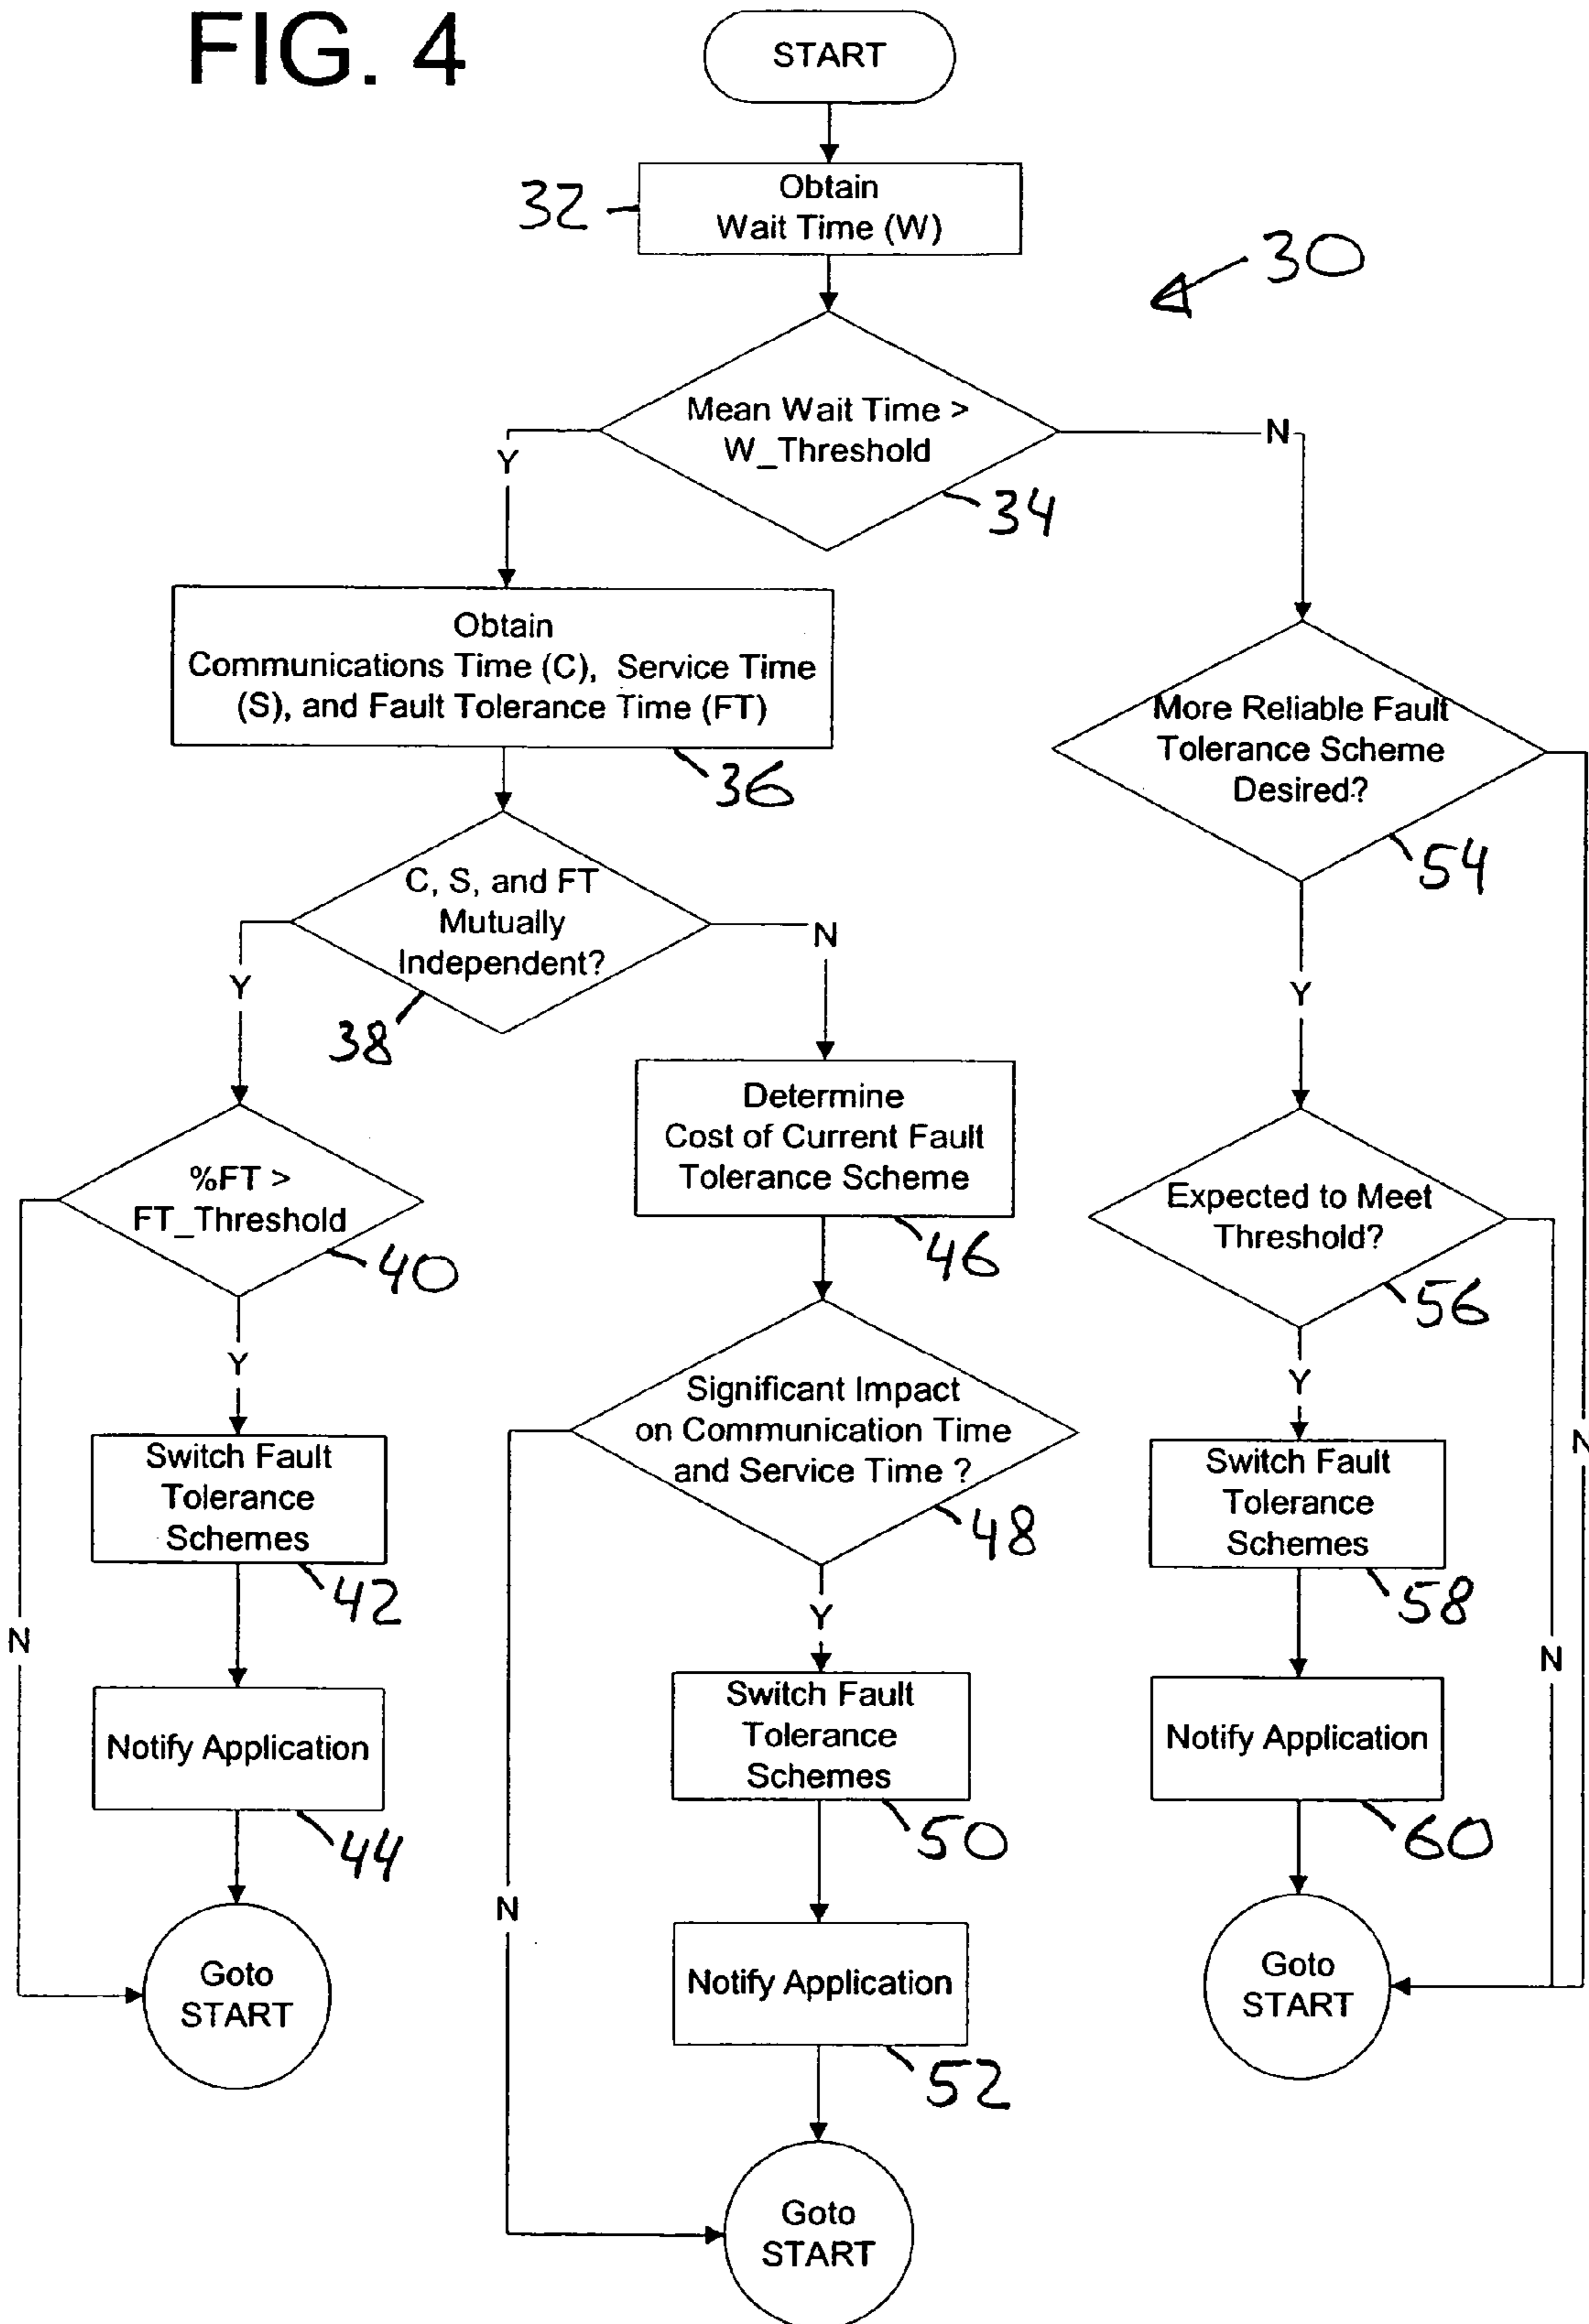 FIG. 4
START
Obtain
Wait Time (W)
32
30
Mean Wait Time >
W_Threshold
34
Y
N
Obtain
Communications Time (C), Service Time
(S), and Fault Tolerance Time (FT)
36
More Reliable Fault
Tolerance Scheme
Desired?
54
C, S, and FT
Mutually
Independent?
38
Y
N
Y
N
Determine
Cost of Current Fault
Tolerance Scheme
46
%FT >
FT_Threshold
40
Expected to Meet
Threshold?
56
Y
N
Y
N
Significant Impact
on Communication Time
and Service Time ?
48
Y
N
Switch Fault
Tolerance
Schemes
42
Switch Fault
Tolerance
Schemes
58
Switch Fault
Tolerance
Schemes
50
Notify Application
44
Notify Application
60
Notify Application
52
Goto
START
Goto
START
Goto
START